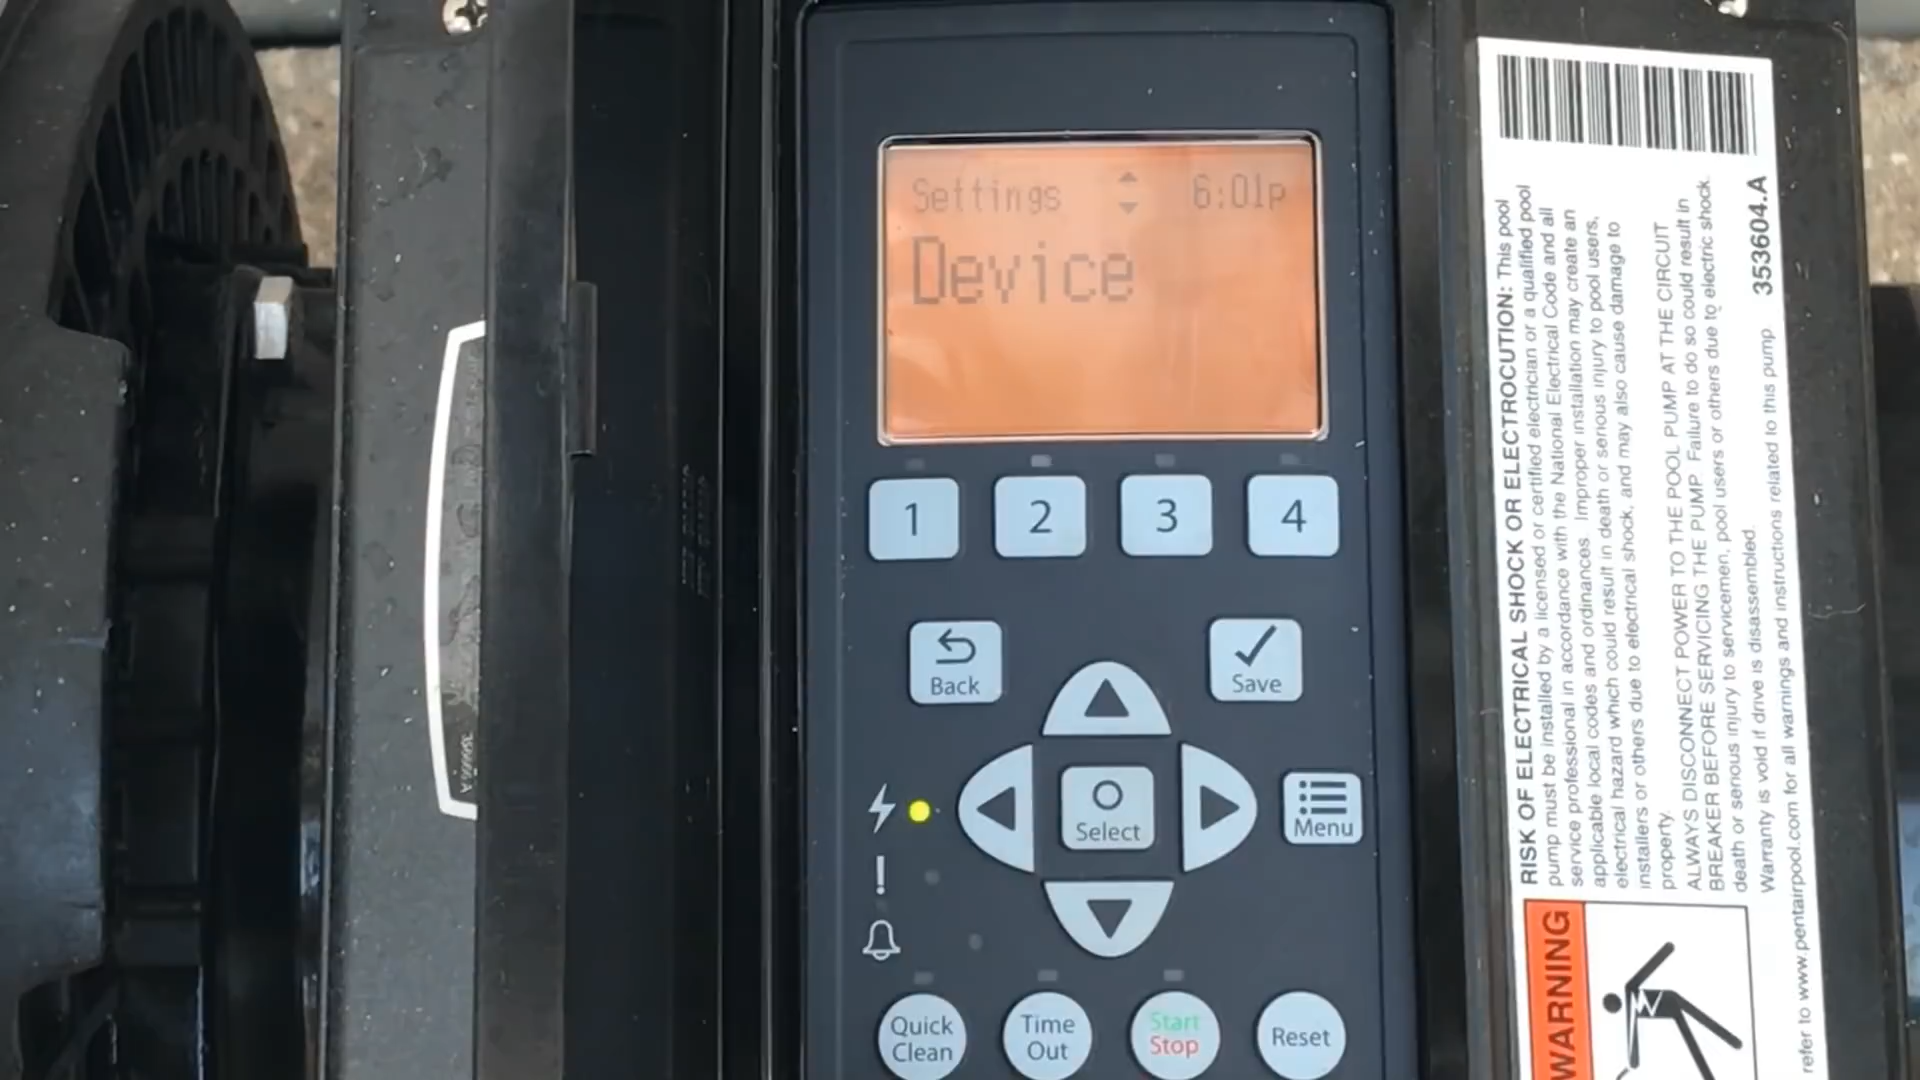 Settings 6:01p
Device
1 2 3 4
Back Save
Select Menu
Quick Clean
Time Out
Start Stop
Reset
RISK OF ELECTRICAL SHOCK OR ELECTROCUTION: This pool
pump must be installed by a licensed or certified electrician or a qualified pool
service professional in accordance with the National Electrical Code and all
applicable local codes and ordinances. Improper installation may create an
electrical hazard which could result in death or serious injury to pool users,
installers or others due to electrical shock, and may also cause damage to
property.
ALWAYS DISCONNECT POWER TO THE POOL PUMP AT THE CIRCUIT
BREAKER BEFORE SERVICING THE PUMP. Failure to do so could result in
death or serious injury to servicemen, pool users or others due to electric shock.
Warranty is void if drive is disassembled.
refer to www.pentairpool.com for all warnings and instructions related to this pump
353604.A
WARNING